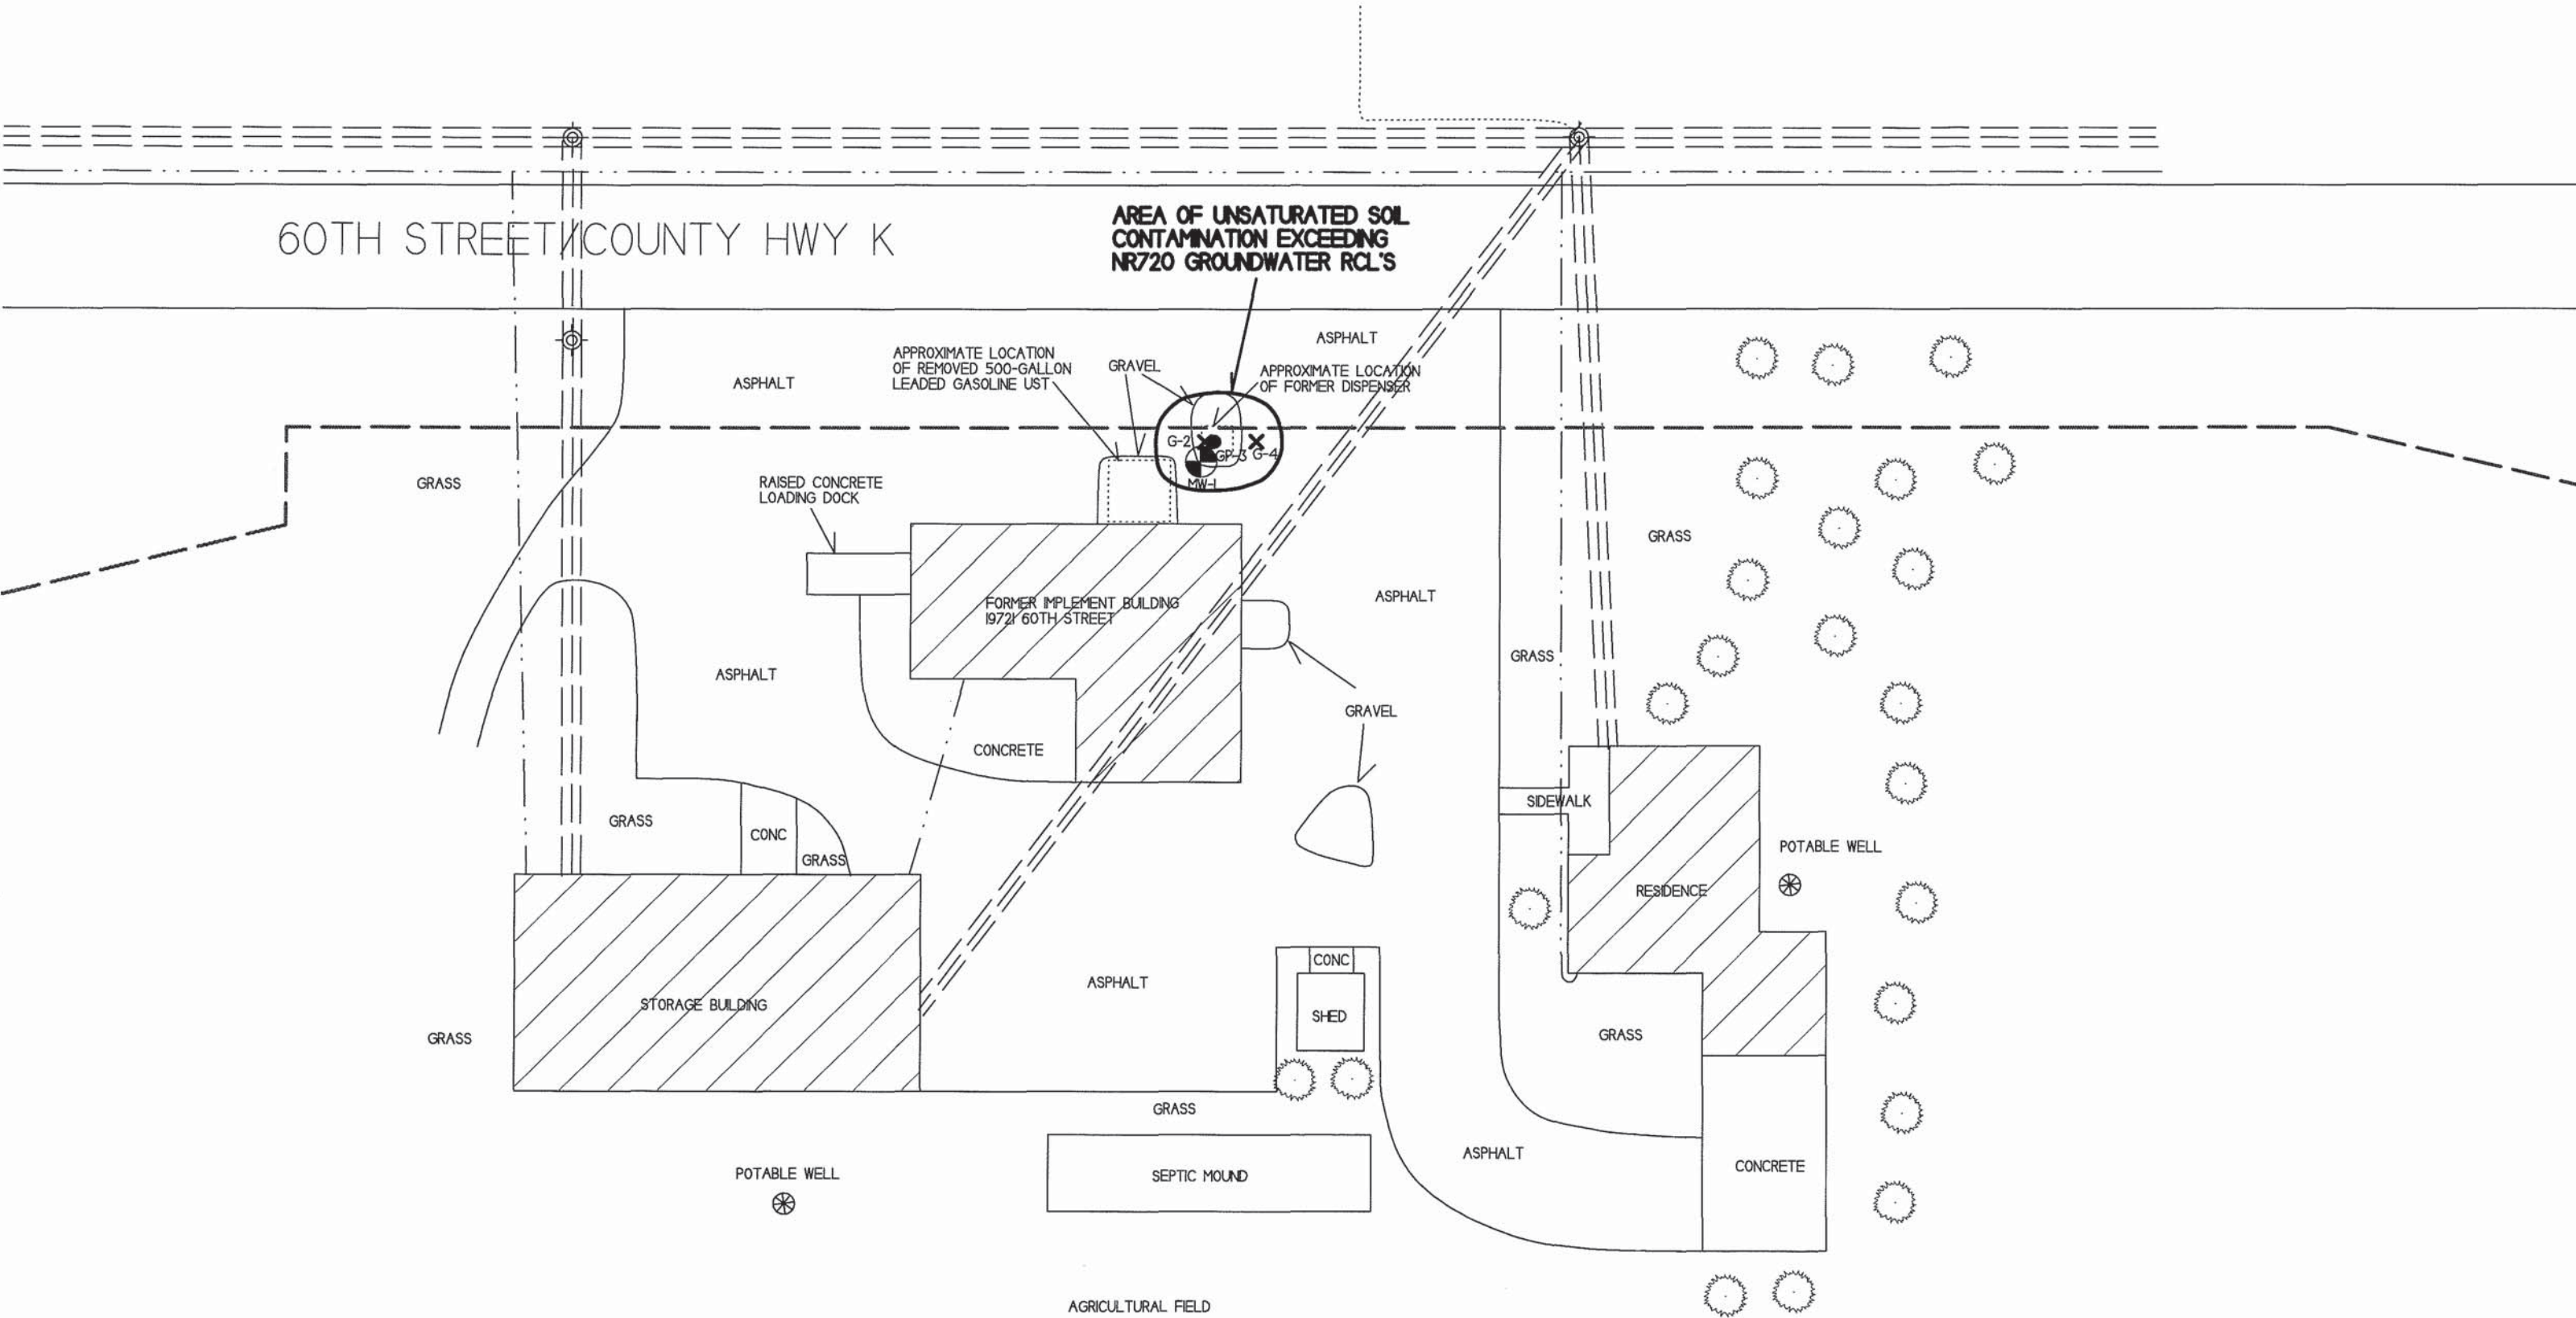 60TH STREET/COUNTY HWY K
AREA OF UNSATURATED SOIL
CONTAMINATION EXCEEDING
NR720 GROUNDWATER RCL'S
ASPHALT
APPROXIMATE LOCATION
OF REMOVED 500-GALLON
LEADED GASOLINE UST
GRAVEL
APPROXIMATE LOCATION
OF FORMER DISPENSER
ASPHALT
G-2
GP-3
G-4
MW-1
GRASS
RAISED CONCRETE
LOADING DOCK
GRASS
FORMER IMPLEMENT BUILDING
19721 60TH STREET
ASPHALT
ASPHALT
GRASS
GRAVEL
CONCRETE
SIDEWALK
GRASS
CONC
GRASS
POTABLE WELL
RESIDENCE
CONC
ASPHALT
STORAGE BUILDING
SHED
GRASS
GRASS
GRASS
ASPHALT
POTABLE WELL
SEPTIC MOUND
CONCRETE
AGRICULTURAL FIELD